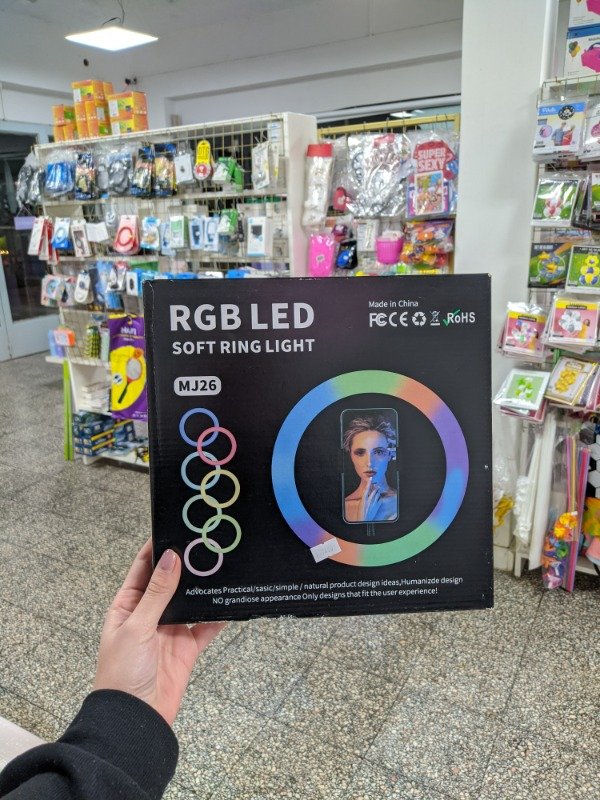 RGB LED
SOFT RING LIGHT
MJ26
Made in China
FC CE RoHS
Advocates Practical/sasic/simple / natural product design ideas,Humanizde design
NO grandiose appearance Only designs that fit the user experience!
SUPER
SEXY